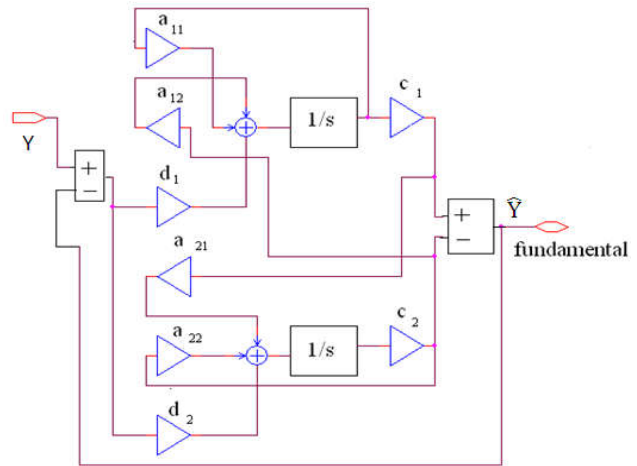 a 11
a 12
1/s
c 1
Y
+
−
d 1
+
−
Ŷ
fundamental
a 21
a 22
1/s
c 2
d 2